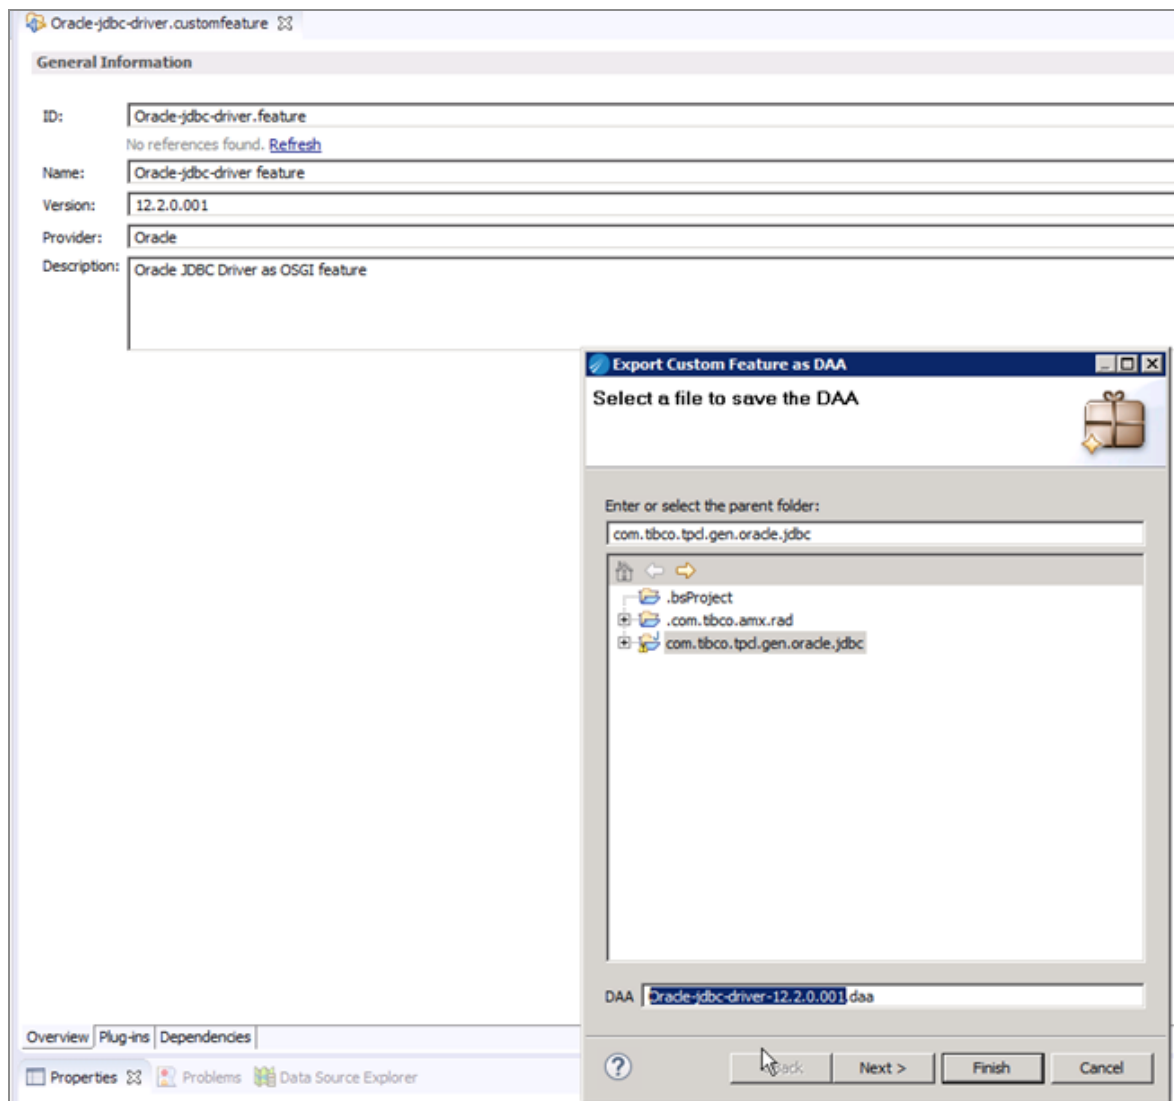 Oracle-jdbc-driver.customfeature
General Information
ID: Oracle-jdbc-driver.feature
No references found. Refresh
Name: Oracle-jdbc-driver feature
Version: 12.2.0.001
Provider: Oracle
Description: Oracle JDBC Driver as OSGI feature
Export Custom Feature as DAA
Select a file to save the DAA
Enter or select the parent folder:
com.tibco.tpcl.gen.oracle.jdbc
.bsProject
.com.tibco.amx.rad
com.tibco.tpcl.gen.oracle.jdbc
DAA Oracle-jdbc-driver-12.2.0.001.daa
Overview Plug-ins Dependencies
Properties Problems Data Source Explorer
? < Back Next > Finish Cancel